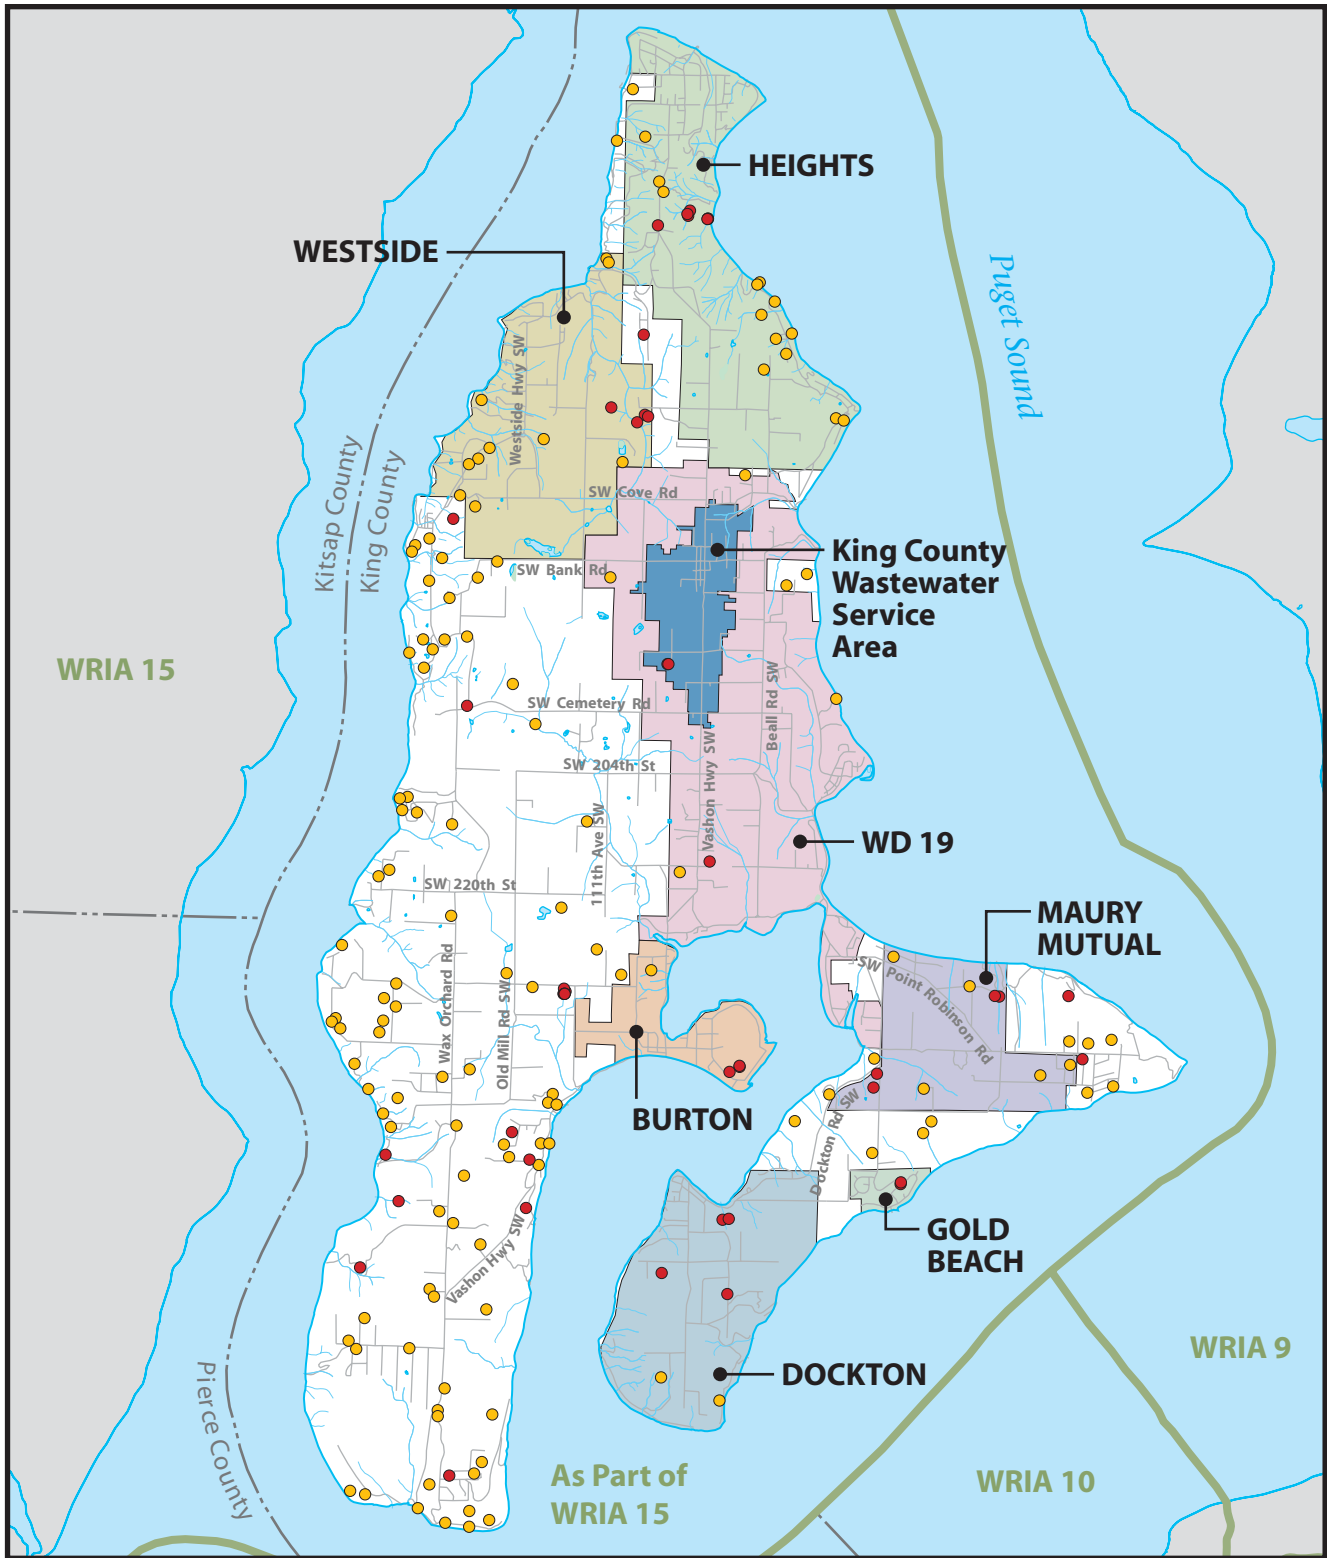 HEIGHTS
WESTSIDE
Puget Sound
Westside Hwy SW
Kitsap County
King County
SW Cove Rd
SW Bank Rd
King County
Wastewater
Service
Area
WRIA 15
SW Cemetery Rd
Beall Rd SW
SW 204th St
Vashon Hwy SW
111th Ave SW
WD 19
SW 220th St
MAURY
MUTUAL
SW Point Robinson Rd
Wax Orchard Rd
Old Mill Rd SW
BURTON
Dockton Rd SW
GOLD
BEACH
Vashon Hwy SW
WRIA 9
Pierce County
DOCKTON
As Part of
WRIA 15
WRIA 10